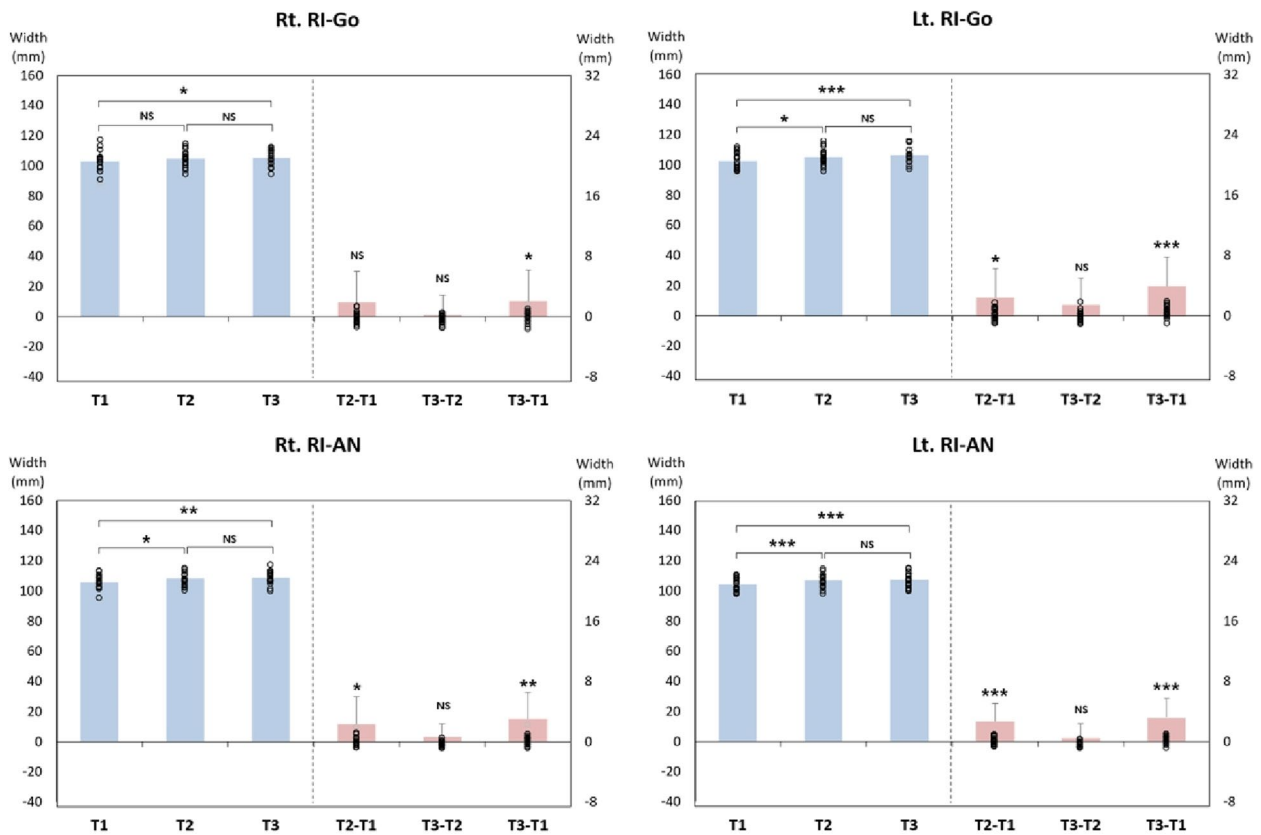 Rt. RI-Go
Width
(mm)
Width
(mm)
160
140
120
100
80
60
40
20
0
-20
-40
32
24
16
8
0
-8
*
NS
NS
NS
NS
*
T1 T2 T3 T2-T1 T3-T2 T3-T1
Lt. RI-Go
Width
(mm)
Width
(mm)
160
140
120
100
80
60
40
20
0
-20
-40
32
24
16
8
0
-8
***
*
NS
*
NS
***
T1 T2 T3 T2-T1 T3-T2 T3-T1
Rt. RI-AN
Width
(mm)
Width
(mm)
160
140
120
100
80
60
40
20
0
-20
-40
32
24
16
8
0
-8
**
*
NS
*
NS
**
T1 T2 T3 T2-T1 T3-T2 T3-T1
Lt. RI-AN
Width
(mm)
Width
(mm)
160
140
120
100
80
60
40
20
0
-20
-40
32
24
16
8
0
-8
***
***
NS
***
NS
***
T1 T2 T3 T2-T1 T3-T2 T3-T1